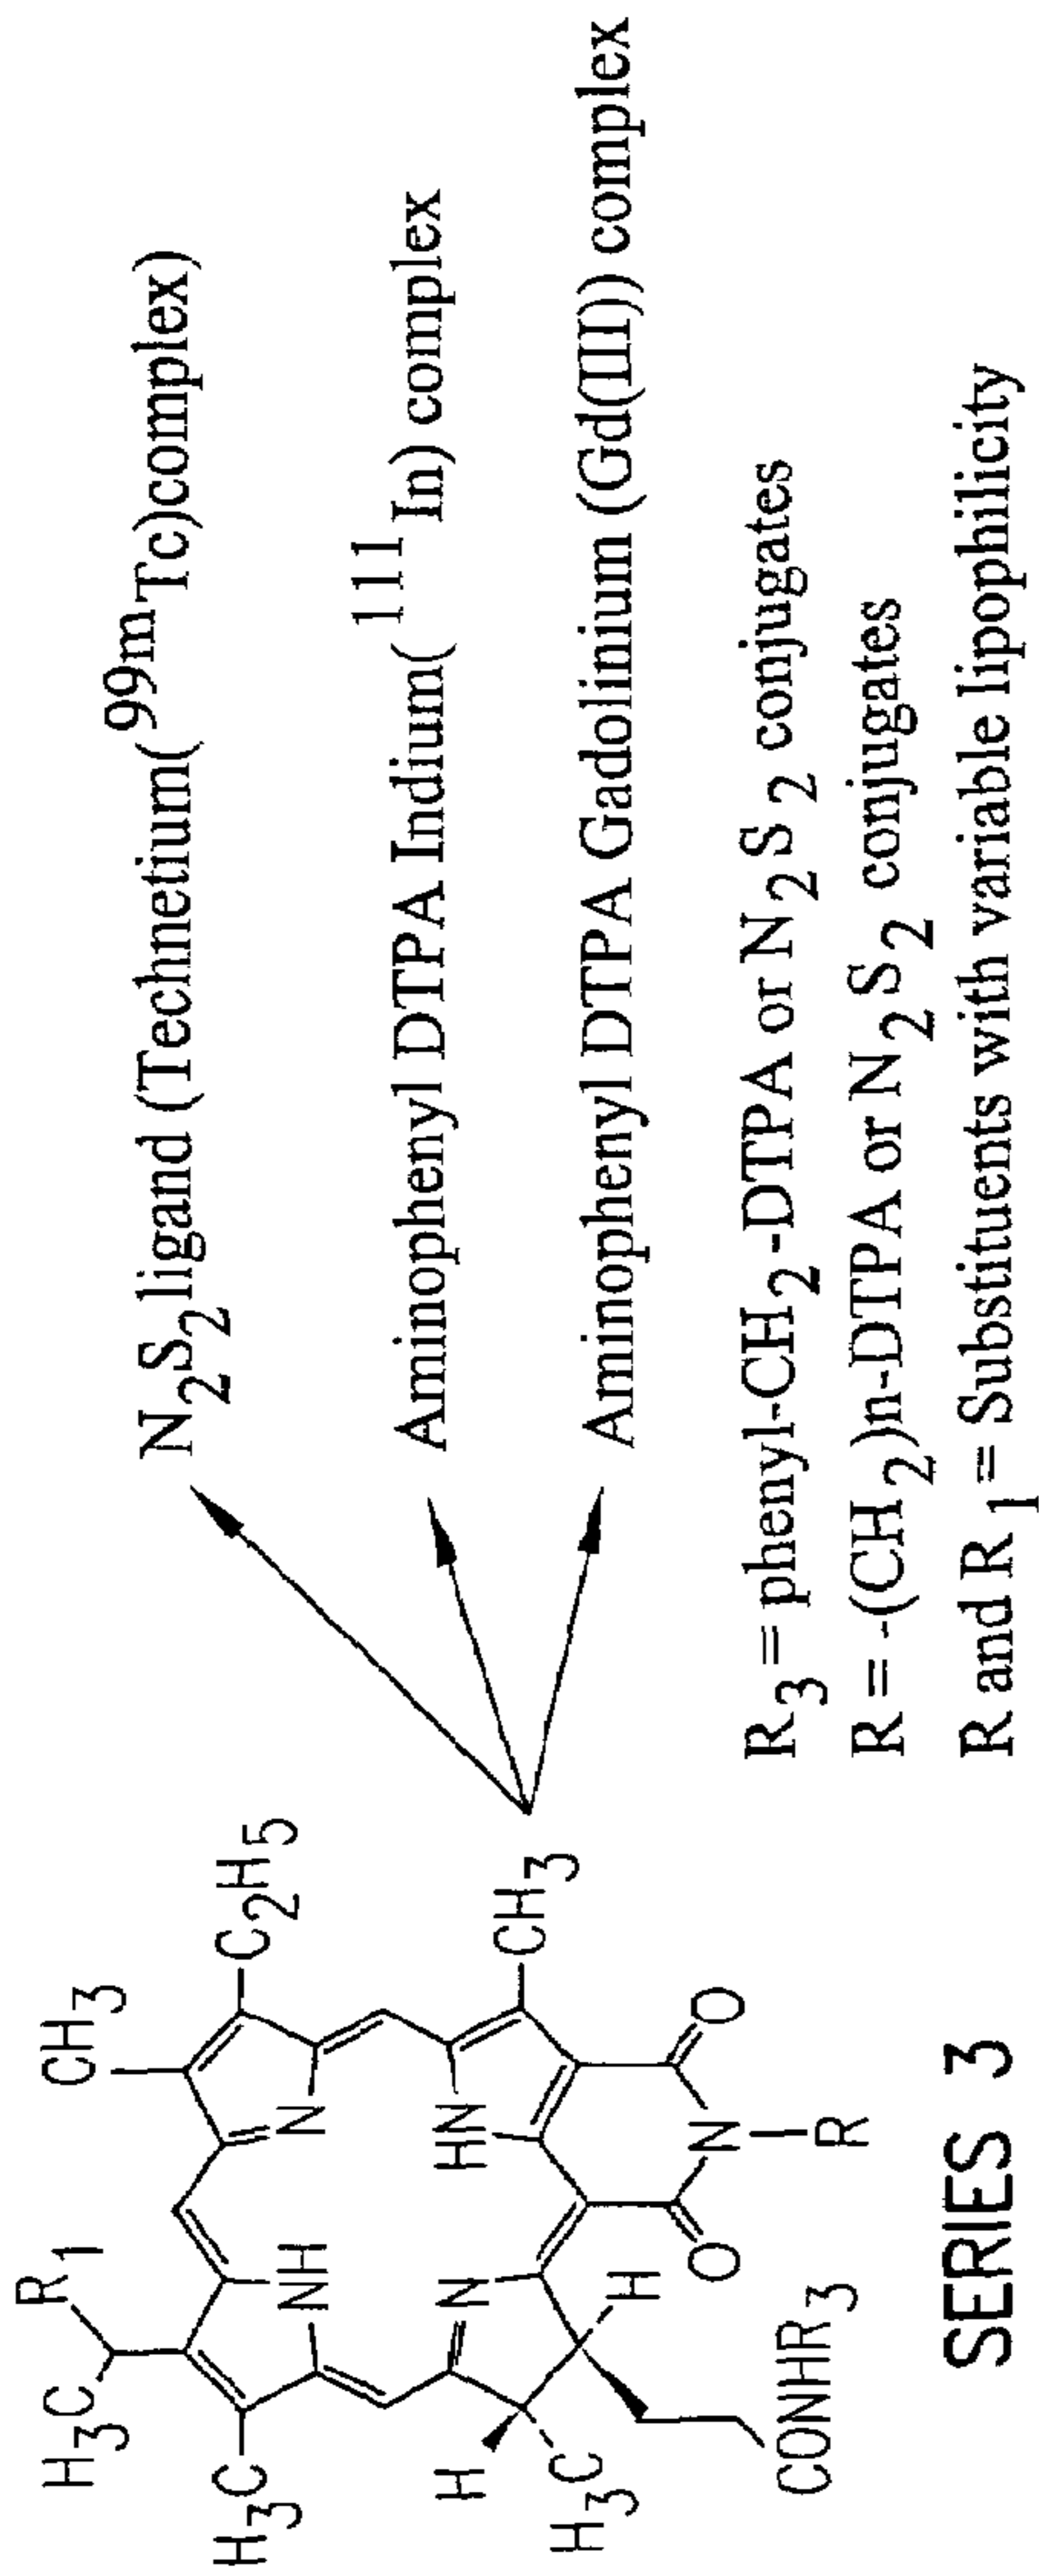 H3C R1
CH3
C2H5
H3C
NH
N
N
HN
H
H3C
H
CH3
O
N
O
R
CONHR3
SERIES 3
N2S2ligand (Technetium(99mTc)complex)
Aminophenyl DTPA Indium(111In) complex
Aminophenyl DTPA Gadolinium (Gd(III)) complex
R3 = phenyl-CH2-DTPA or N2S2 conjugates
R = -(CH2)n-DTPA or N2S2 conjugates
R and R1 = Substituents with variable lipophilicity